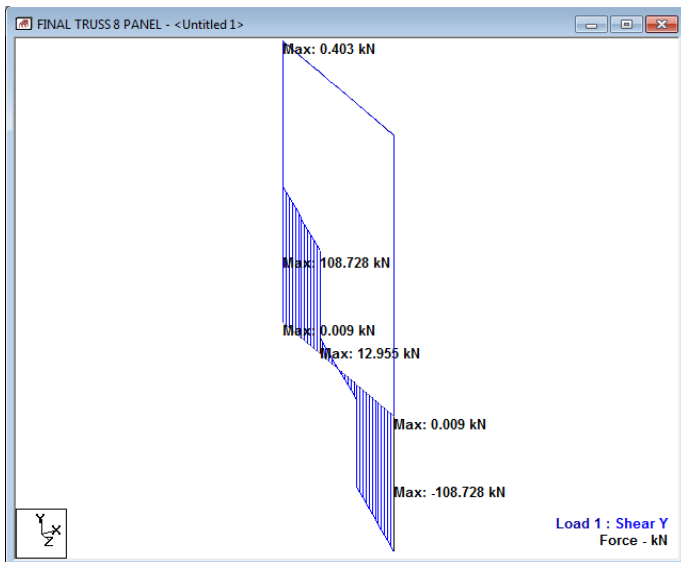 FINAL TRUSS 8 PANEL - <Untitled 1>
Max: 0.403 kN
Max: 108.728 kN
Max: 0.009 kN
Max: 12.955 kN
Max: 0.009 kN
Max: -108.728 kN
Load 1 : Shear Y
Force - kN
Y
X
Z